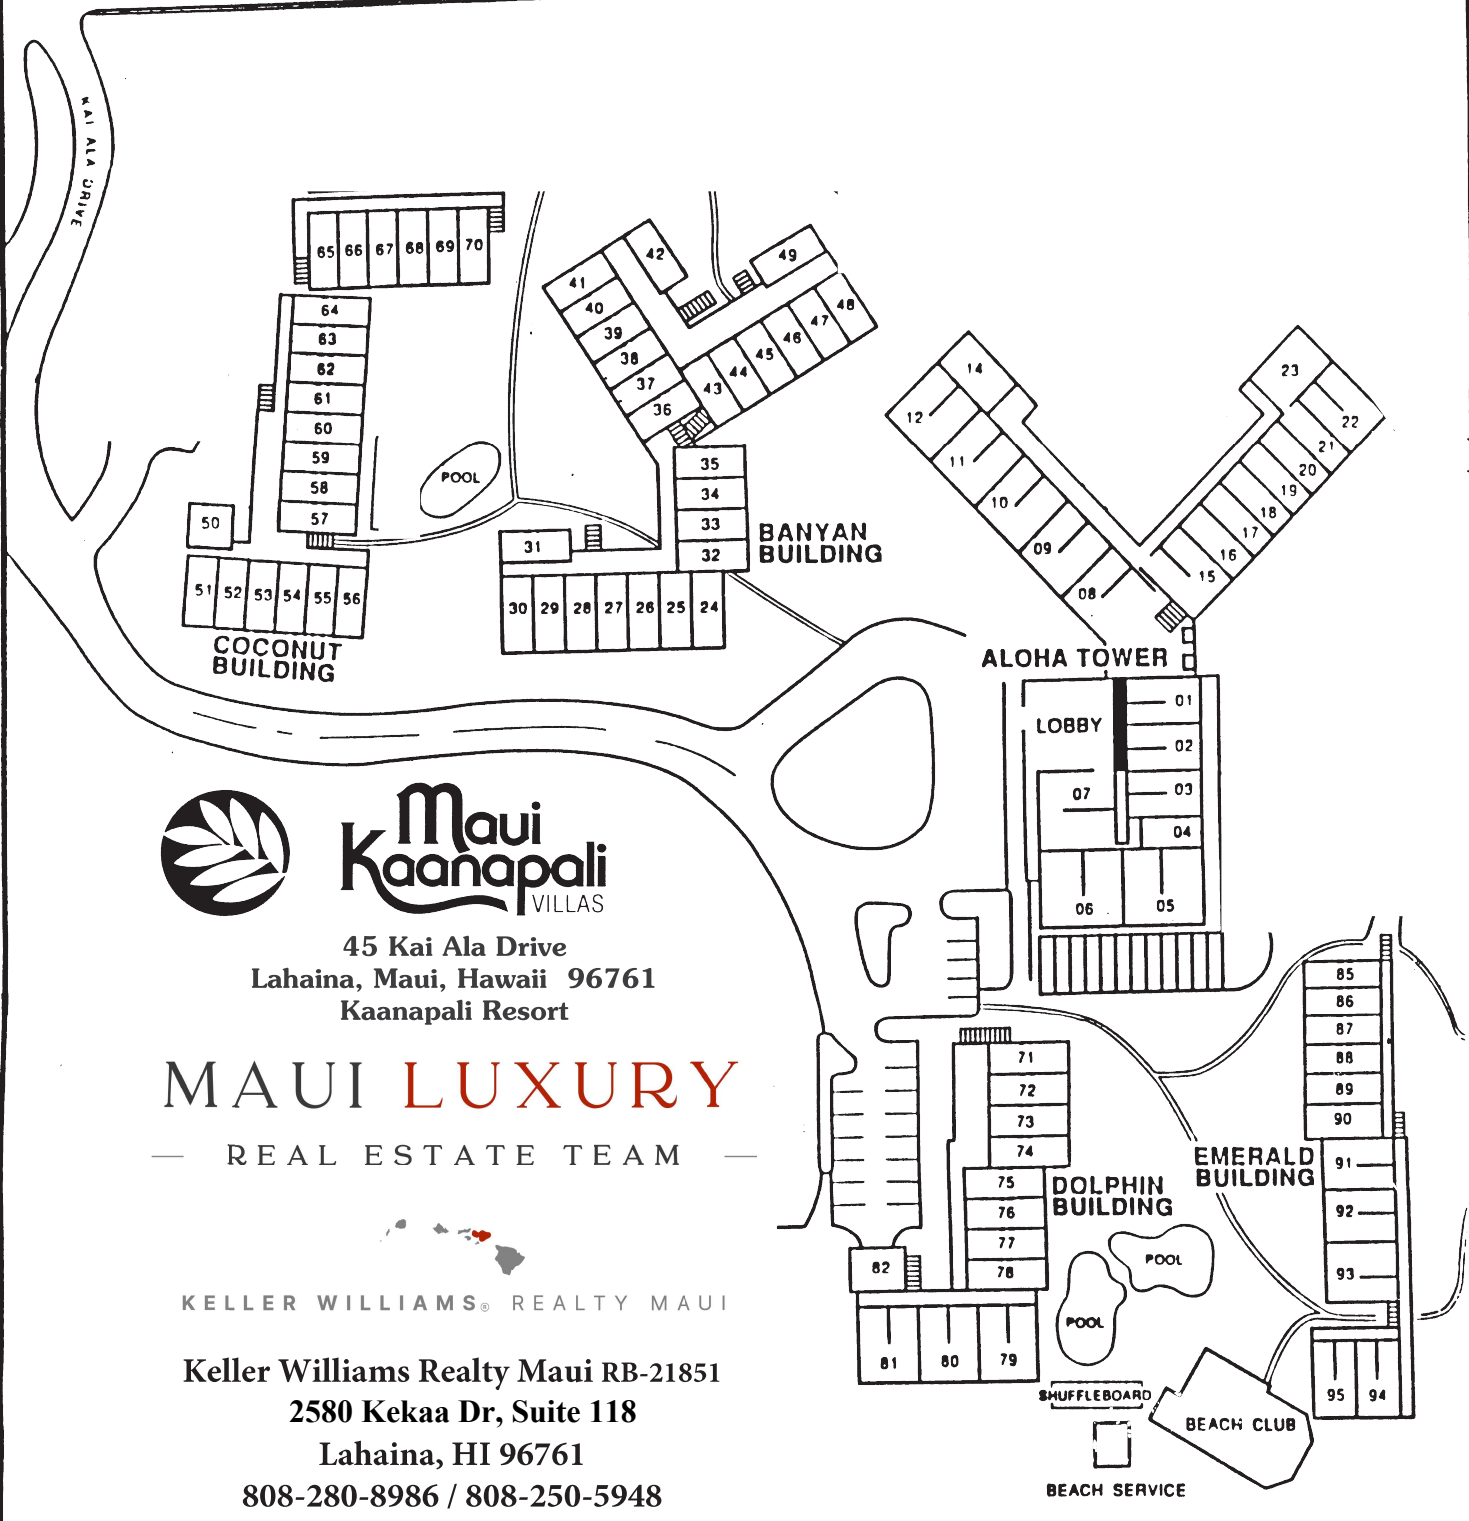 KAI ALA DRIVE
65 66 67 68 69 70
64
63
62
61
60
59
58
57
50
51 52 53 54 55 56
COCONUT
BUILDING
POOL
42
41
40
39
38
37
36
49
48
47
46
45
44
43
35
34
33
32
31
30 29 28 27 26 25 24
BANYAN
BUILDING
14
12
11
10
09
08
23
22
21
20
19
18
17
16
15
ALOHA TOWER
LOBBY
01
02
03
04
07
06
05
Maui
Kaanapali
VILLAS
45 Kai Ala Drive
Lahaina, Maui, Hawaii 96761
Kaanapali Resort
MAUI LUXURY
REAL ESTATE TEAM
KELLER WILLIAMS® REALTY MAUI
Keller Williams Realty Maui RB-21851
2580 Kekaa Dr, Suite 118
Lahaina, HI 96761
808-280-8986 / 808-250-5948
71
72
73
74
75
76
77
78
82
81 80 79
DOLPHIN
BUILDING
POOL
POOL
85
86
87
88
89
90
91
92
93
95 94
EMERALD
BUILDING
SHUFFLEBOARD
BEACH CLUB
BEACH SERVICE